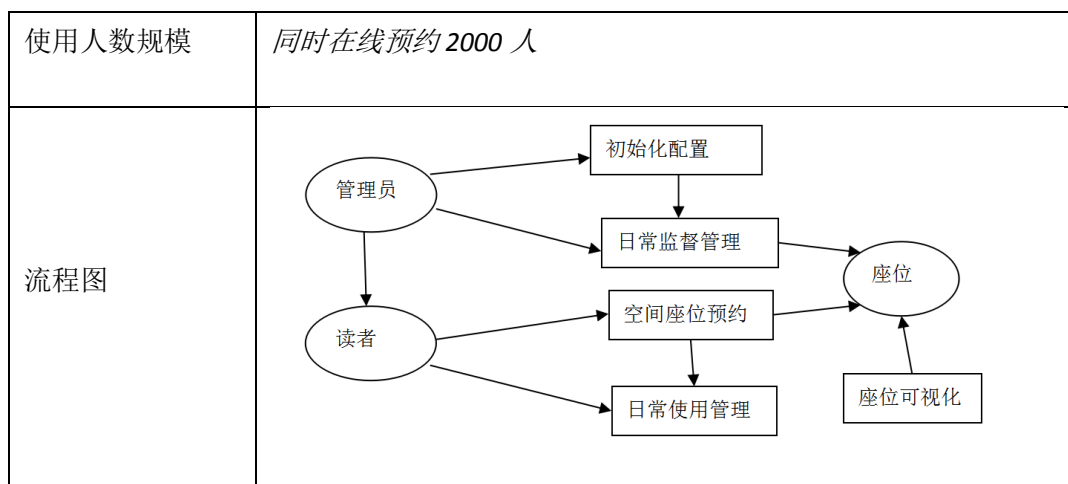 使用人数规模
同时在线预约 2000 人
流程图
初始化配置
管理员
日常监督管理
座位
空间座位预约
读者
座位可视化
日常使用管理